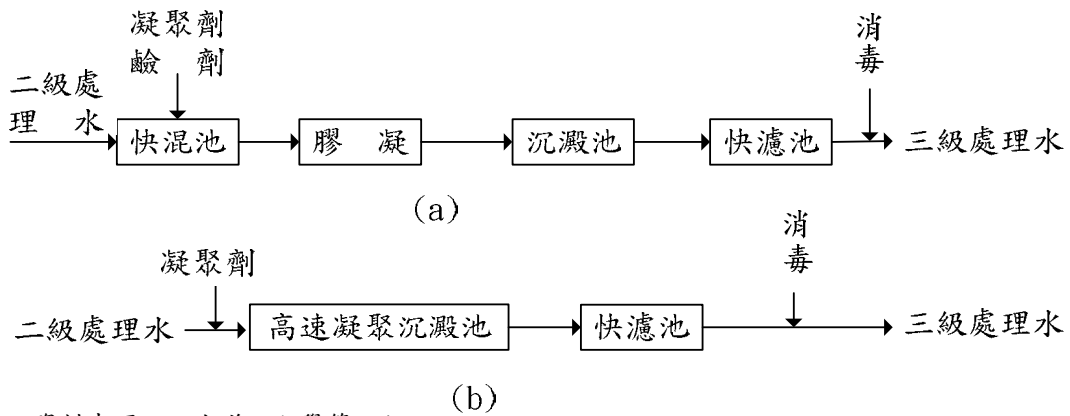 凝聚劑
鹼 劑
消
毒
二級處
理 水
快混池
膠 凝
沉澱池
快濾池
三級處理水
(a)
消
毒
凝聚劑
二級處理水
高速凝聚沉澱池
快濾池
三級處理水
(b)